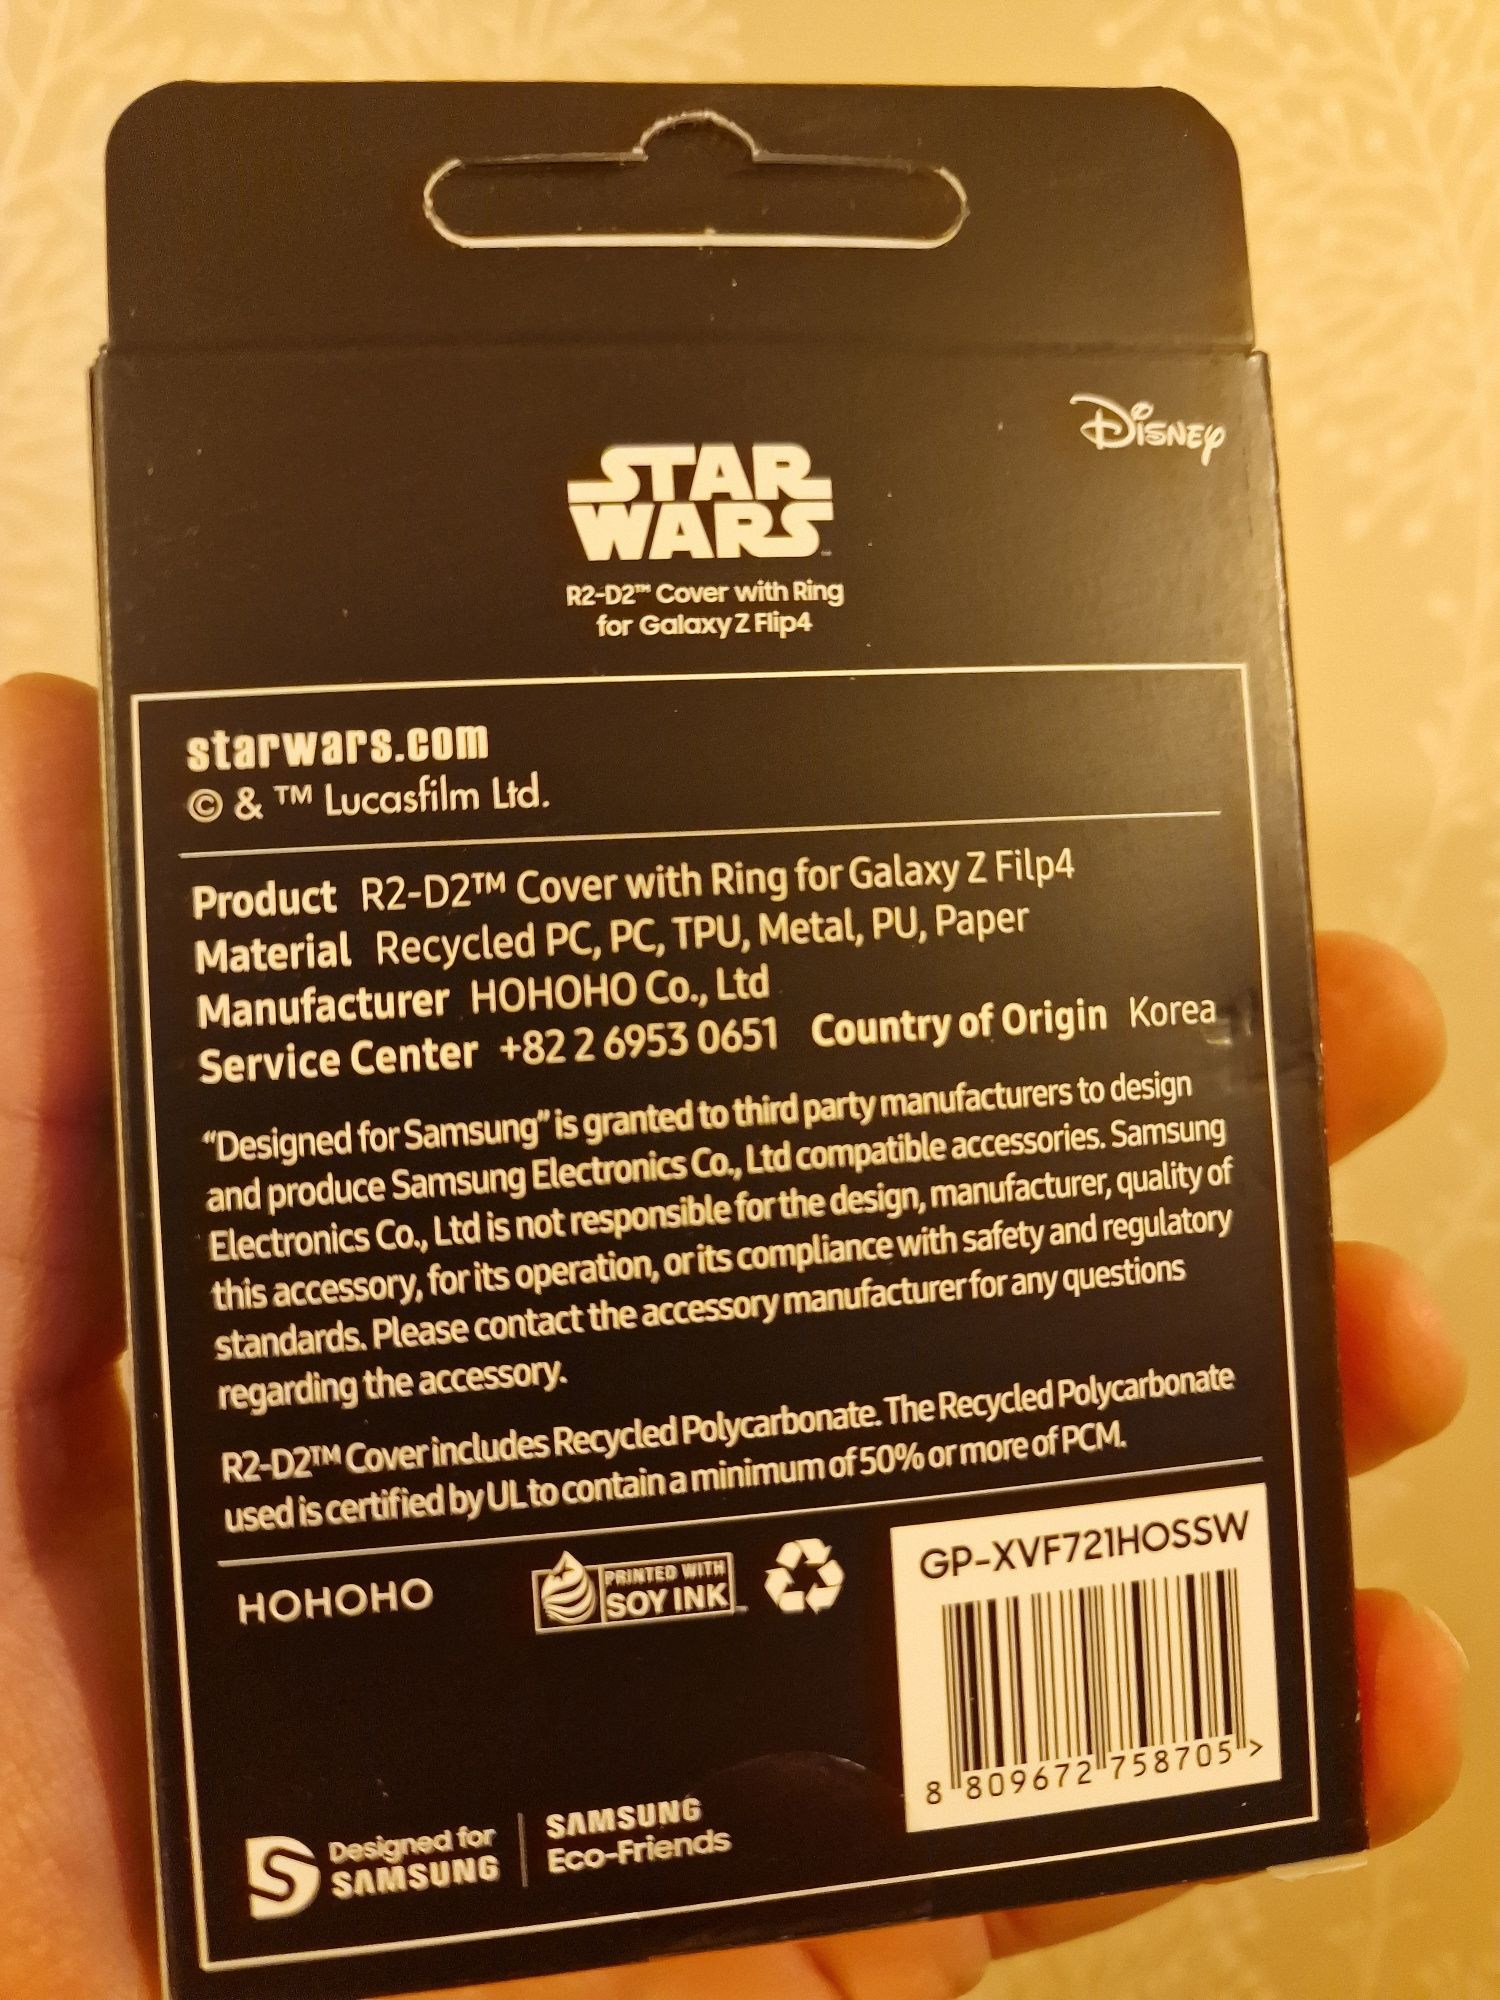 Disney
STAR
WARS
R2-D2™ Cover with Ring
for Galaxy Z Flip4
starwars.com
© & ™ Lucasfilm Ltd.
Product R2-D2™ Cover with Ring for Galaxy Z Filp4
Material Recycled PC, PC, TPU, Metal, PU, Paper
Manufacturer HOHOHO Co., Ltd
Service Center +82 2 6953 0651 Country of Origin Korea
“Designed for Samsung” is granted to third party manufacturers to design
and produce Samsung Electronics Co., Ltd compatible accessories. Samsung
Electronics Co., Ltd is not responsible for the design, manufacturer, quality of
this accessory, for its operation, or its compliance with safety and regulatory
standards. Please contact the accessory manufacturer for any questions
regarding the accessory.
R2-D2™ Cover includes Recycled Polycarbonate. The Recycled Polycarbonate
used is certified by UL to contain a minimum of 50% or more of PCM.
HOHOHO
PRINTED WITH
SOY INK™
GP-XVF721HOSSW
8 809672 758705 >
Designed for
SAMSUNG
SAMSUNG
Eco-Friends